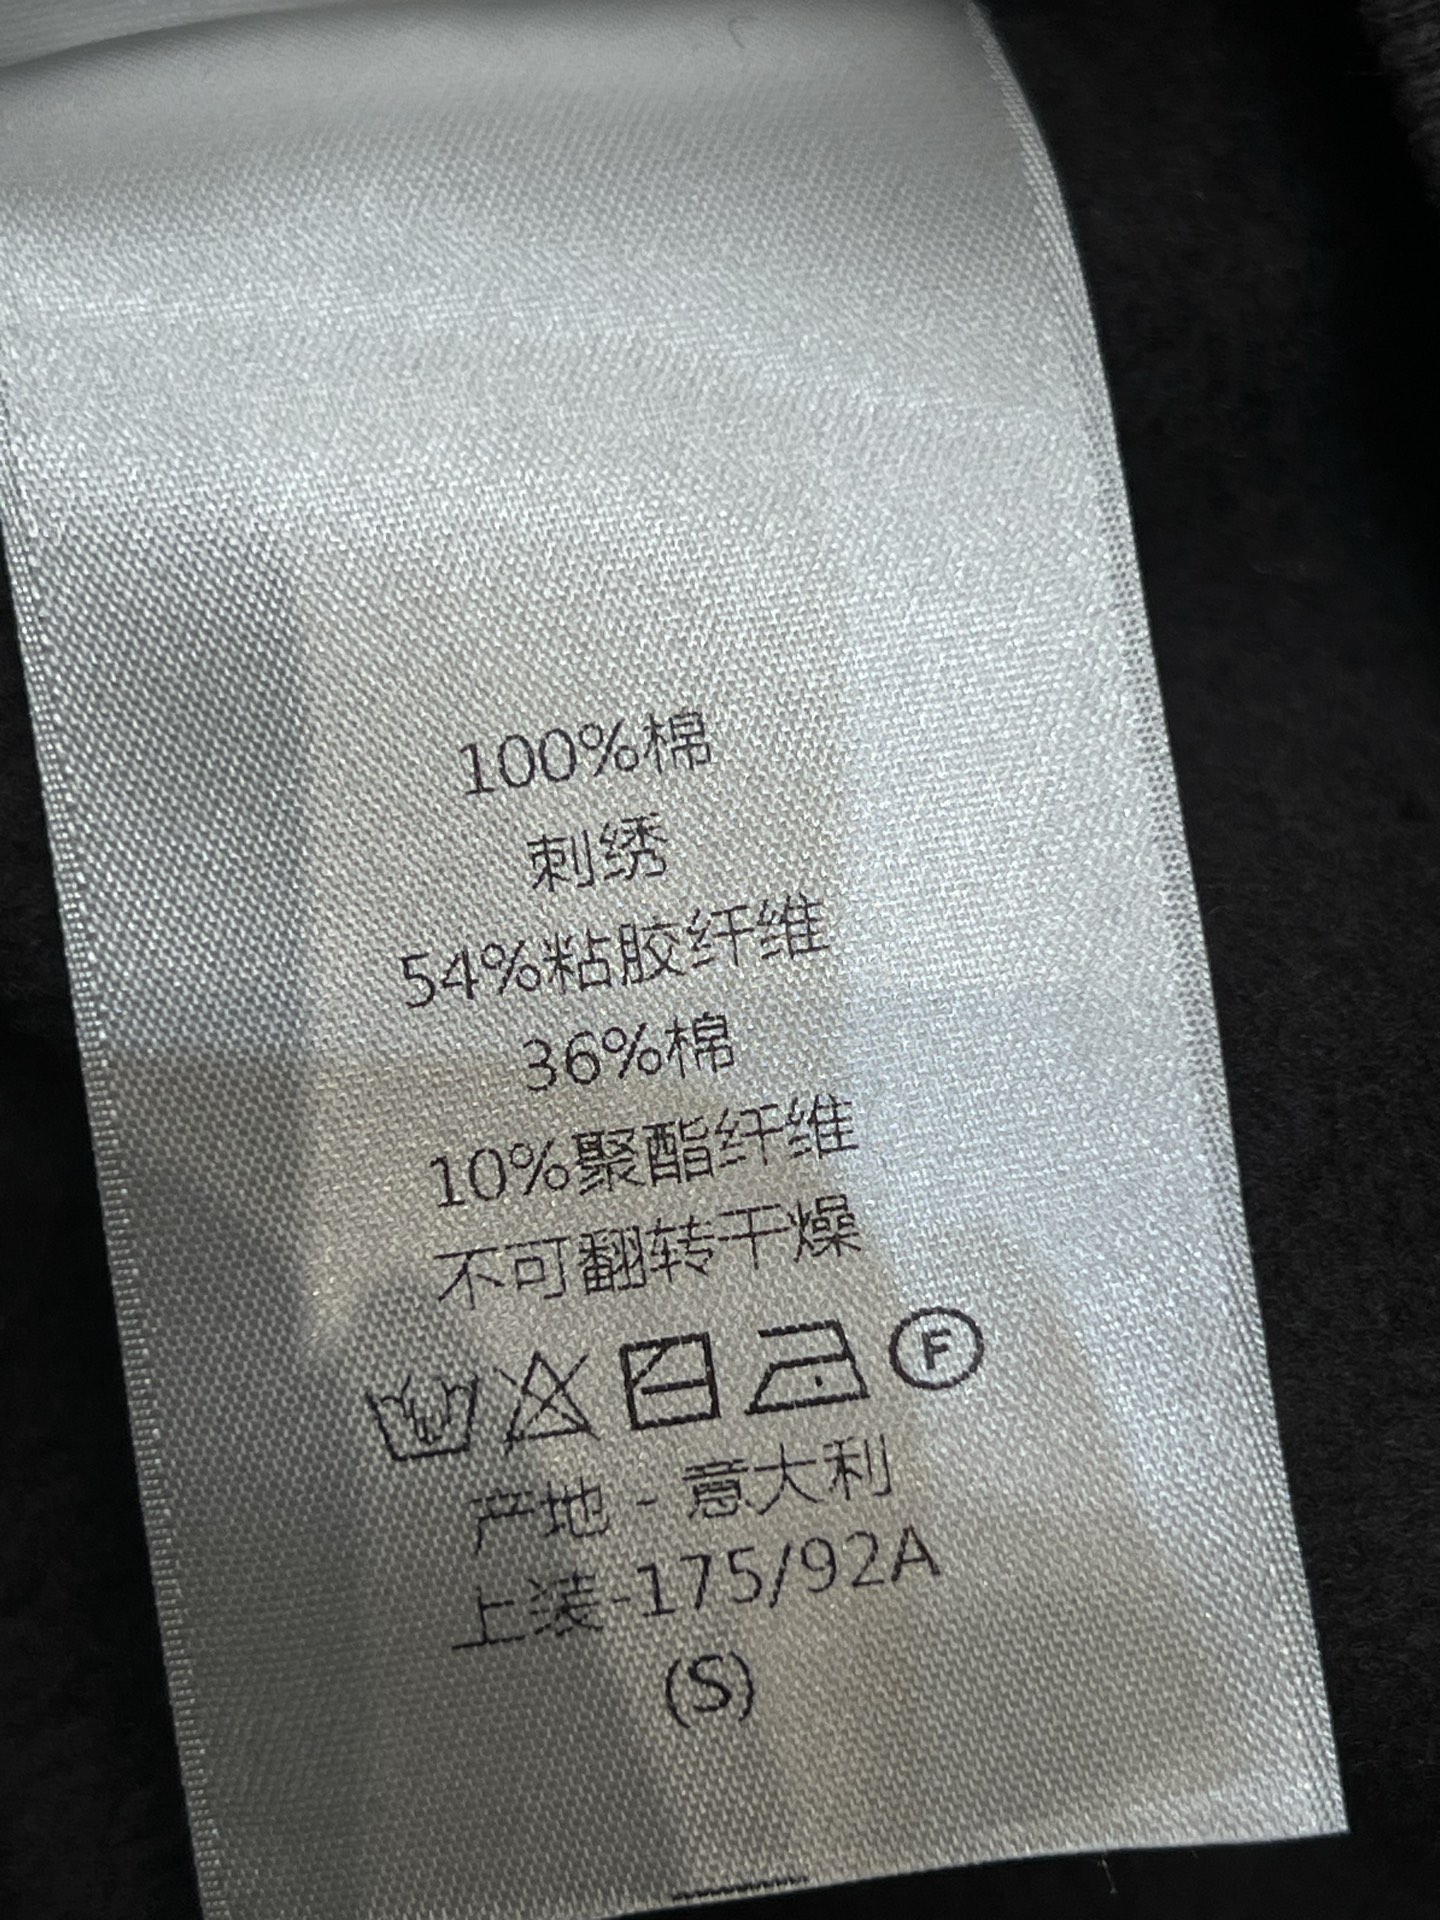 100%棉
刺绣
54%粘胶纤维
36%棉
10%聚酯纤维
不可翻转干燥
F
产地 - 意大利
上装-175/92A
(S)